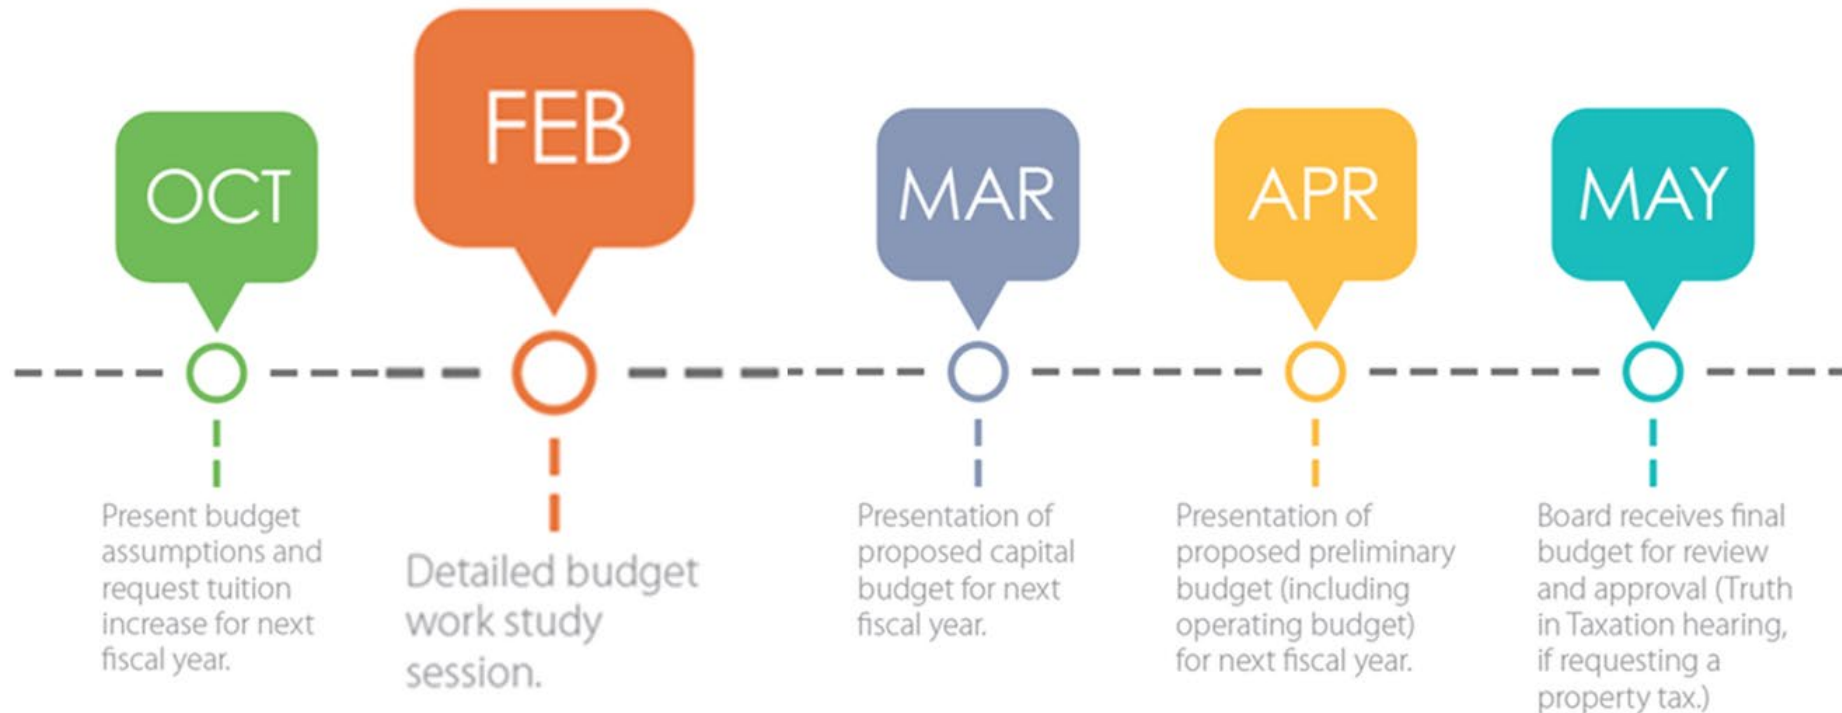 OCT
Present budget
assumptions and
request tuition
increase for next
fiscal year.
FEB
Detailed budget
work study
session.
MAR
Presentation of
proposed capital
budget for next
fiscal year.
APR
Presentation of
proposed preliminary
budget (including
operating budget)
for next fiscal year.
MAY
Board receives final
budget for review
and approval (Truth
in Taxation hearing,
if requesting a
property tax.)